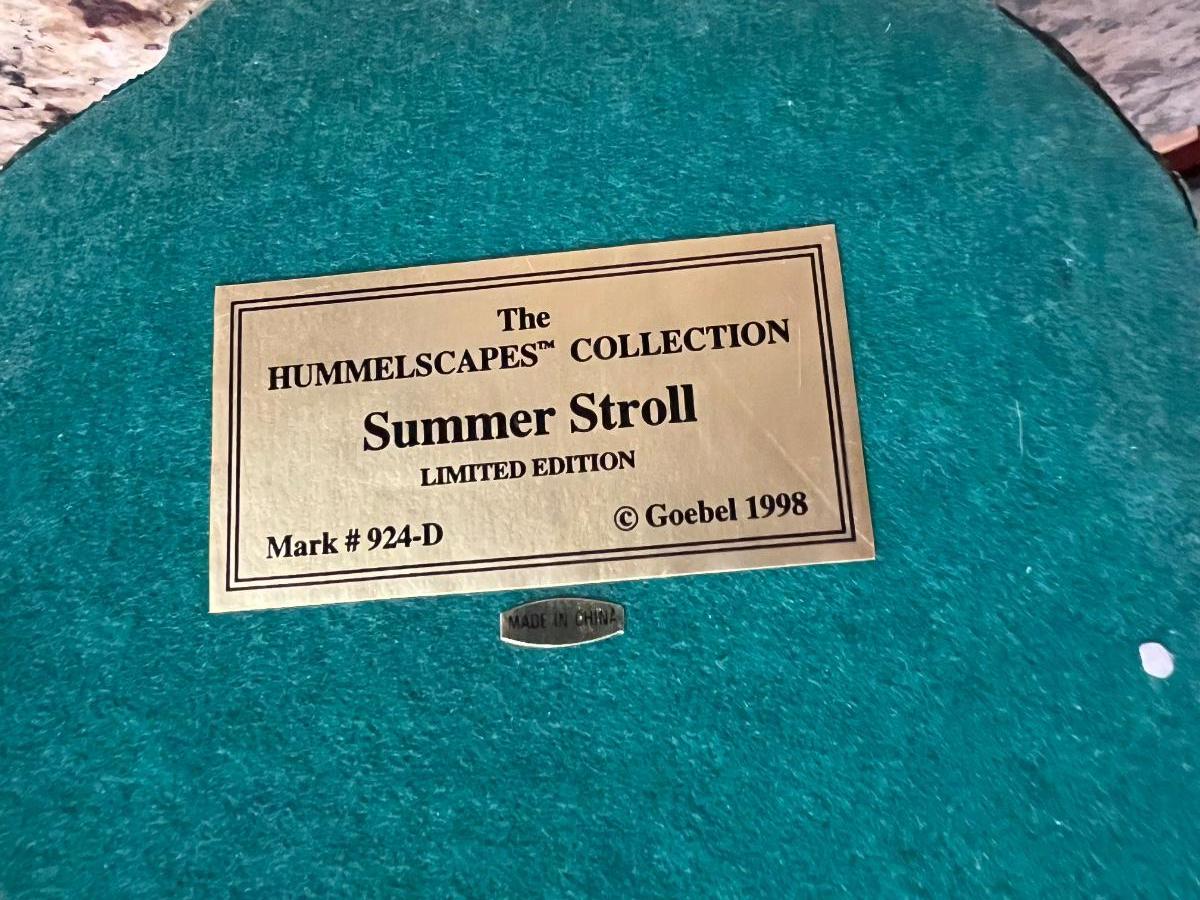 The
HUMMELSCAPES™ COLLECTION
Summer Stroll
LIMITED EDITION
Mark # 924-D © Goebel 1998
MADE IN CHINA